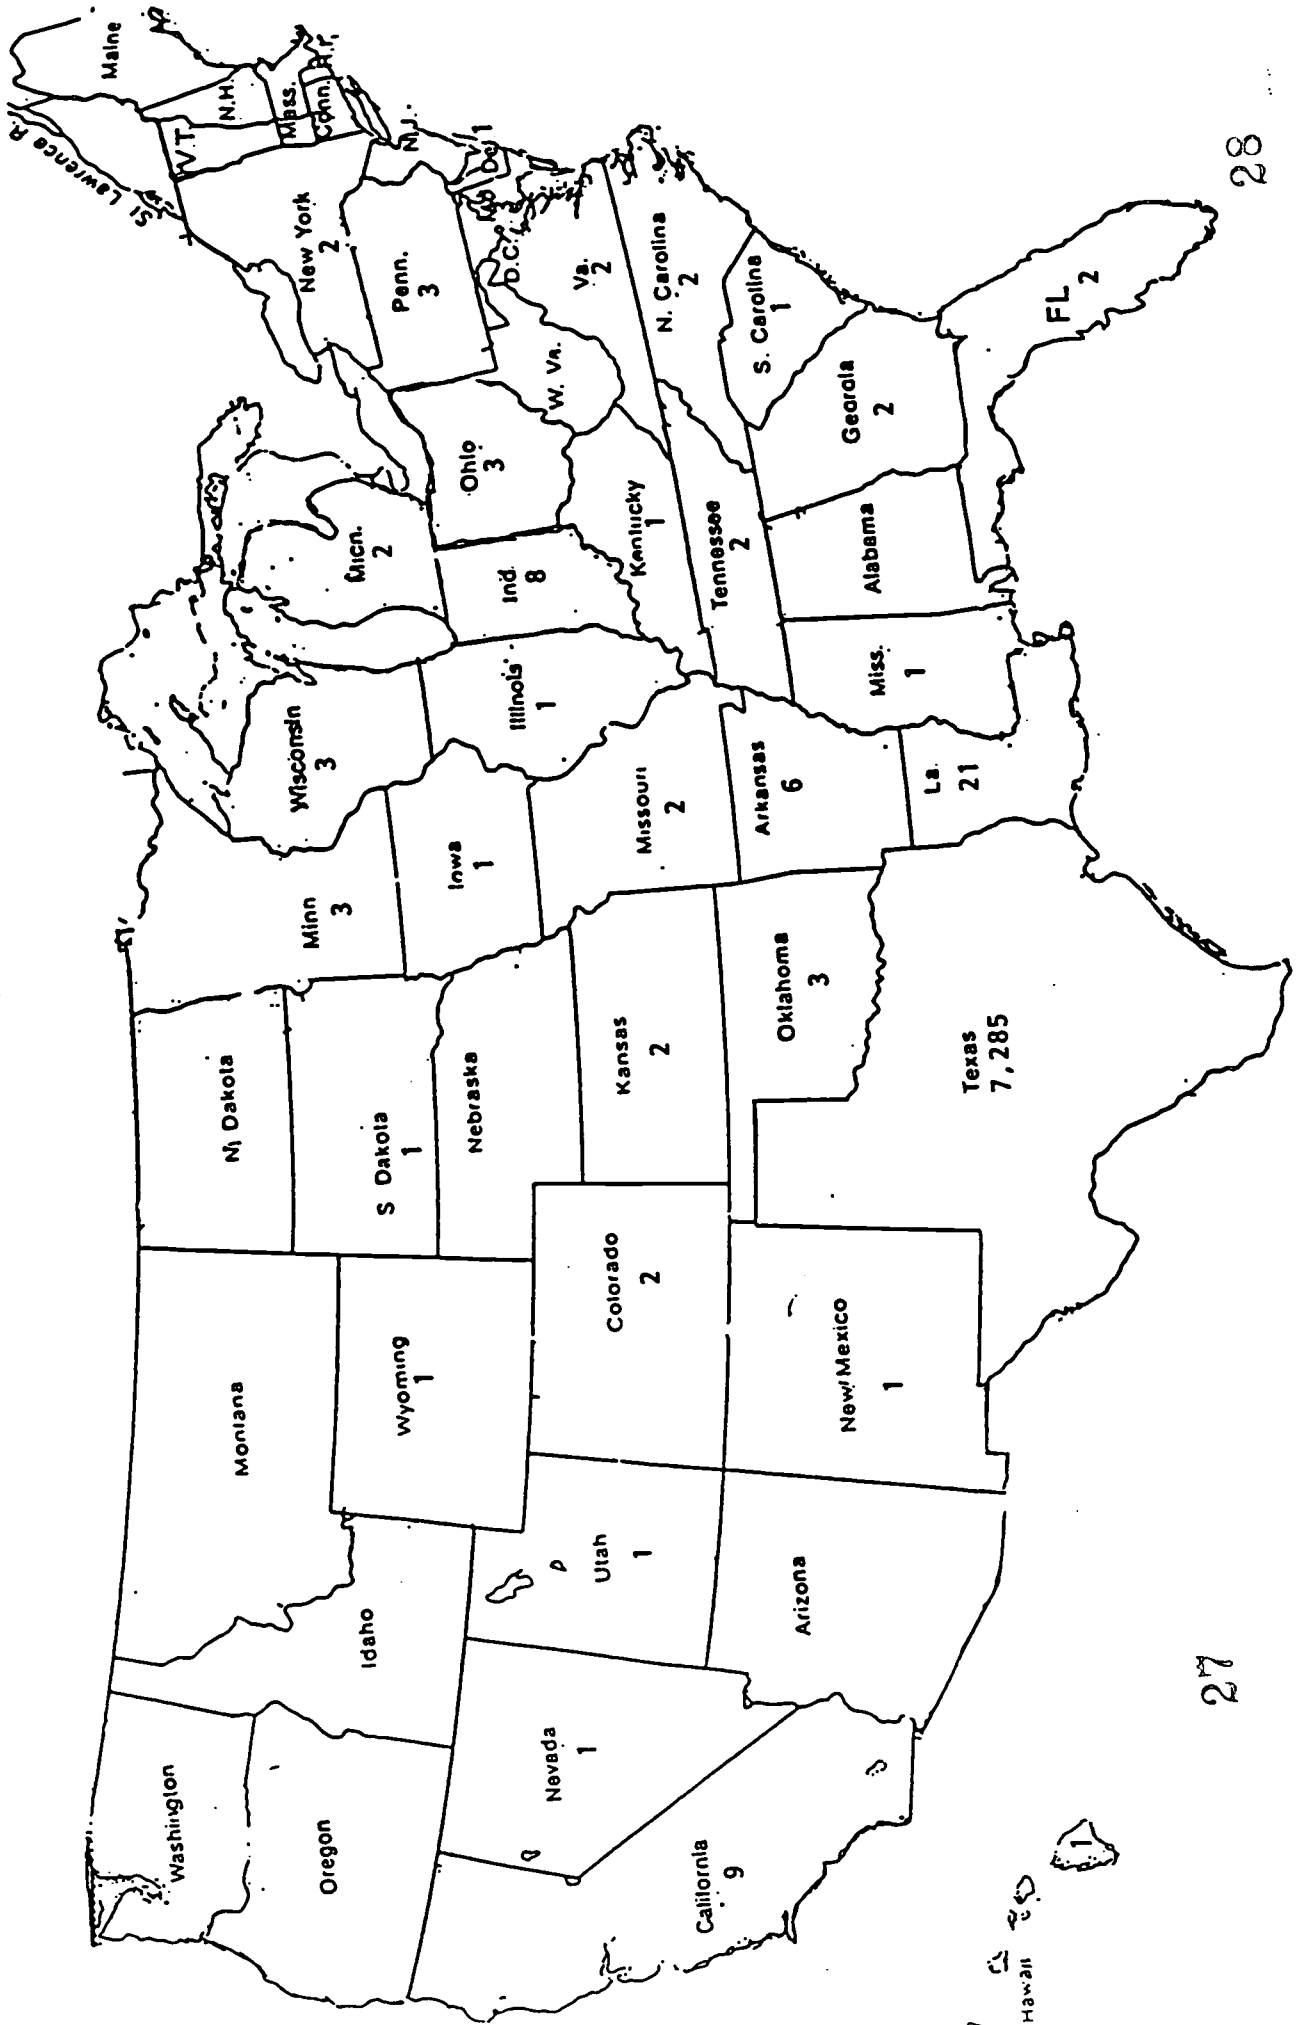 Washington
Oregon
California
9
Nevada
1
Idaho
Montana
Wyoming
1
Utah
1
Arizona
Colorado
2
New Mexico
1
N Dakota
S Dakota
1
Nebraska
Kansas
2
Oklahoma
3
Texas
7,285
Minn
3
Iowa
1
Missouri
2
Arkansas
6
La.
21
Wisconsin
3
Illinois
1
Mich.
2
Ind.
8
Ohio
3
Kentucky
1
Tennessee
2
Miss.
1
Alabama
Georgia
2
FL
2
S. Carolina
1
N. Carolina
2
Va.
2
W. Va.
D.C.
Penn.
3
New York
2
N.J.
De 1
V.T.
N.H.
Maine
Mass.
Conn.
R.I.
St Lawrence R.
Hawaii
1
27
28